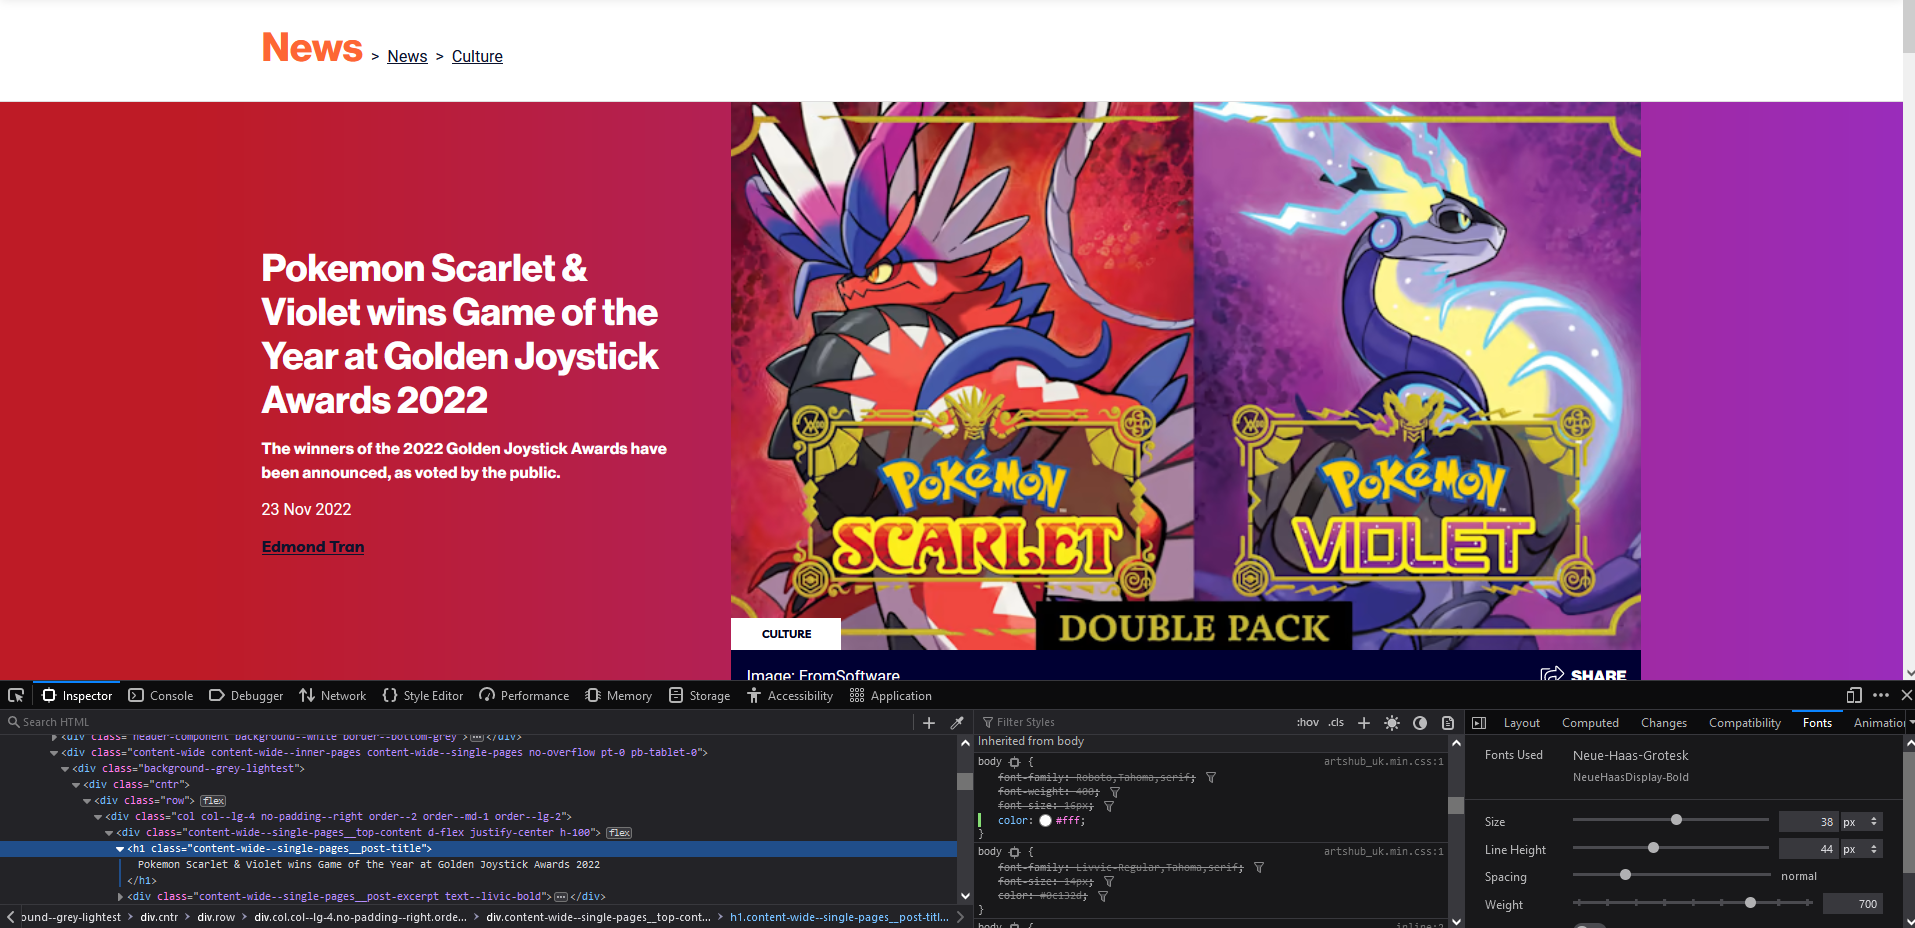 News > News > Culture
Pokemon Scarlet &
Violet wins Game of the
Year at Golden Joystick
Awards 2022
The winners of the 2022 Golden Joystick Awards have
been announced, as voted by the public.
23 Nov 2022
Edmond Tran
POKéMON
SCARLET
POKéMON
VIOLET
DOUBLE PACK
CULTURE
Image: FromSoftware
SHARE
Inspector Console Debugger Network Style Editor Performance Memory Storage Accessibility Application
Search HTML
<div class="header-component background--white border--bottom-grey"></div>
<div class="content-wide content-wide--inner-pages content-wide--single-pages no-overflow pt-0 pb-tablet-0">
<div class="background--grey-lightest">
<div class="cntr">
<div class="row"> flex
<div class="col col--lg-4 no-padding--right order--2 order--md-1 order--lg-2">
<div class="content-wide--single-pages__top-content d-flex justify-center h-100"> flex
<h1 class="content-wide--single-pages__post-title">
Pokemon Scarlet & Violet wins Game of the Year at Golden Joystick Awards 2022
</h1>
<div class="content-wide--single-pages__post-excerpt text--livic-bold"></div>
ound--grey-lightest > div.cntr > div.row > div.col.col--lg-4.no-padding--right.orde... > div.content-wide--single-pages__top-cont... > h1.content-wide--single-pages__post-titl...
Filter Styles :hov .cls +
Inherited from body
body { artshub_uk.min.css:1
font-family: Roboto,Tahoma,serif;
font-weight: 400;
font-size: 16px;
color: #fff;
}
body { artshub_uk.min.css:1
font-family: Livvic-Regular,Tahoma,serif;
font-size: 14px;
color: #0c132d;
}
body { inline:2
Layout Computed Changes Compatibility Fonts Animation
Fonts Used Neue-Haas-Grotesk
NeueHaasDisplay-Bold
Size 38 px
Line Height 44 px
Spacing normal
Weight 700